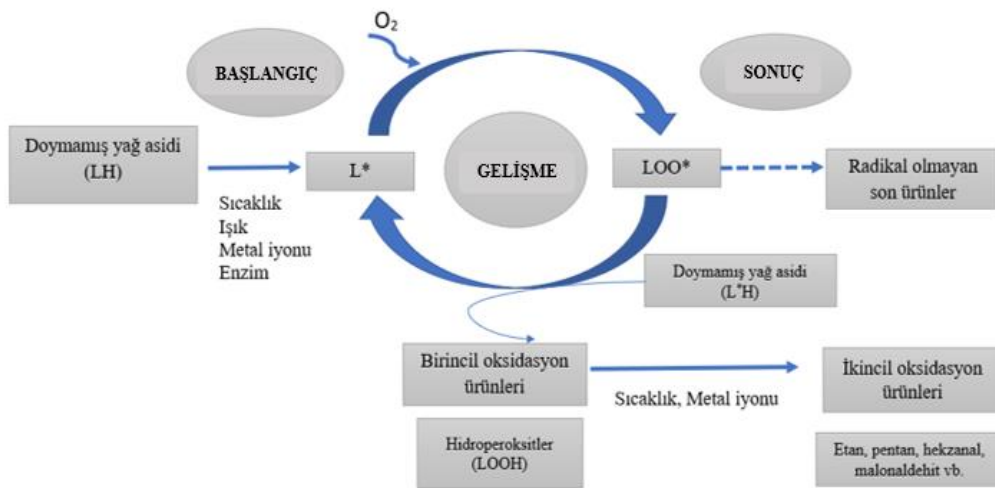 O₂
BAŞLANGIÇ
SONUÇ
Doymamış yağ asidi
(LH)
L*
GELİŞME
LOO*
Radikal olmayan
son ürünler
Sıcaklık
Işık
Metal iyonu
Enzim
Doymamış yağ asidi
(L*H)
Birincil oksidasyon
ürünleri
Sıcaklık, Metal iyonu
İkincil oksidasyon
ürünleri
Hidroperoksitler
(LOOH)
Etan, pentan, hekzanal,
malonaldehit vb.